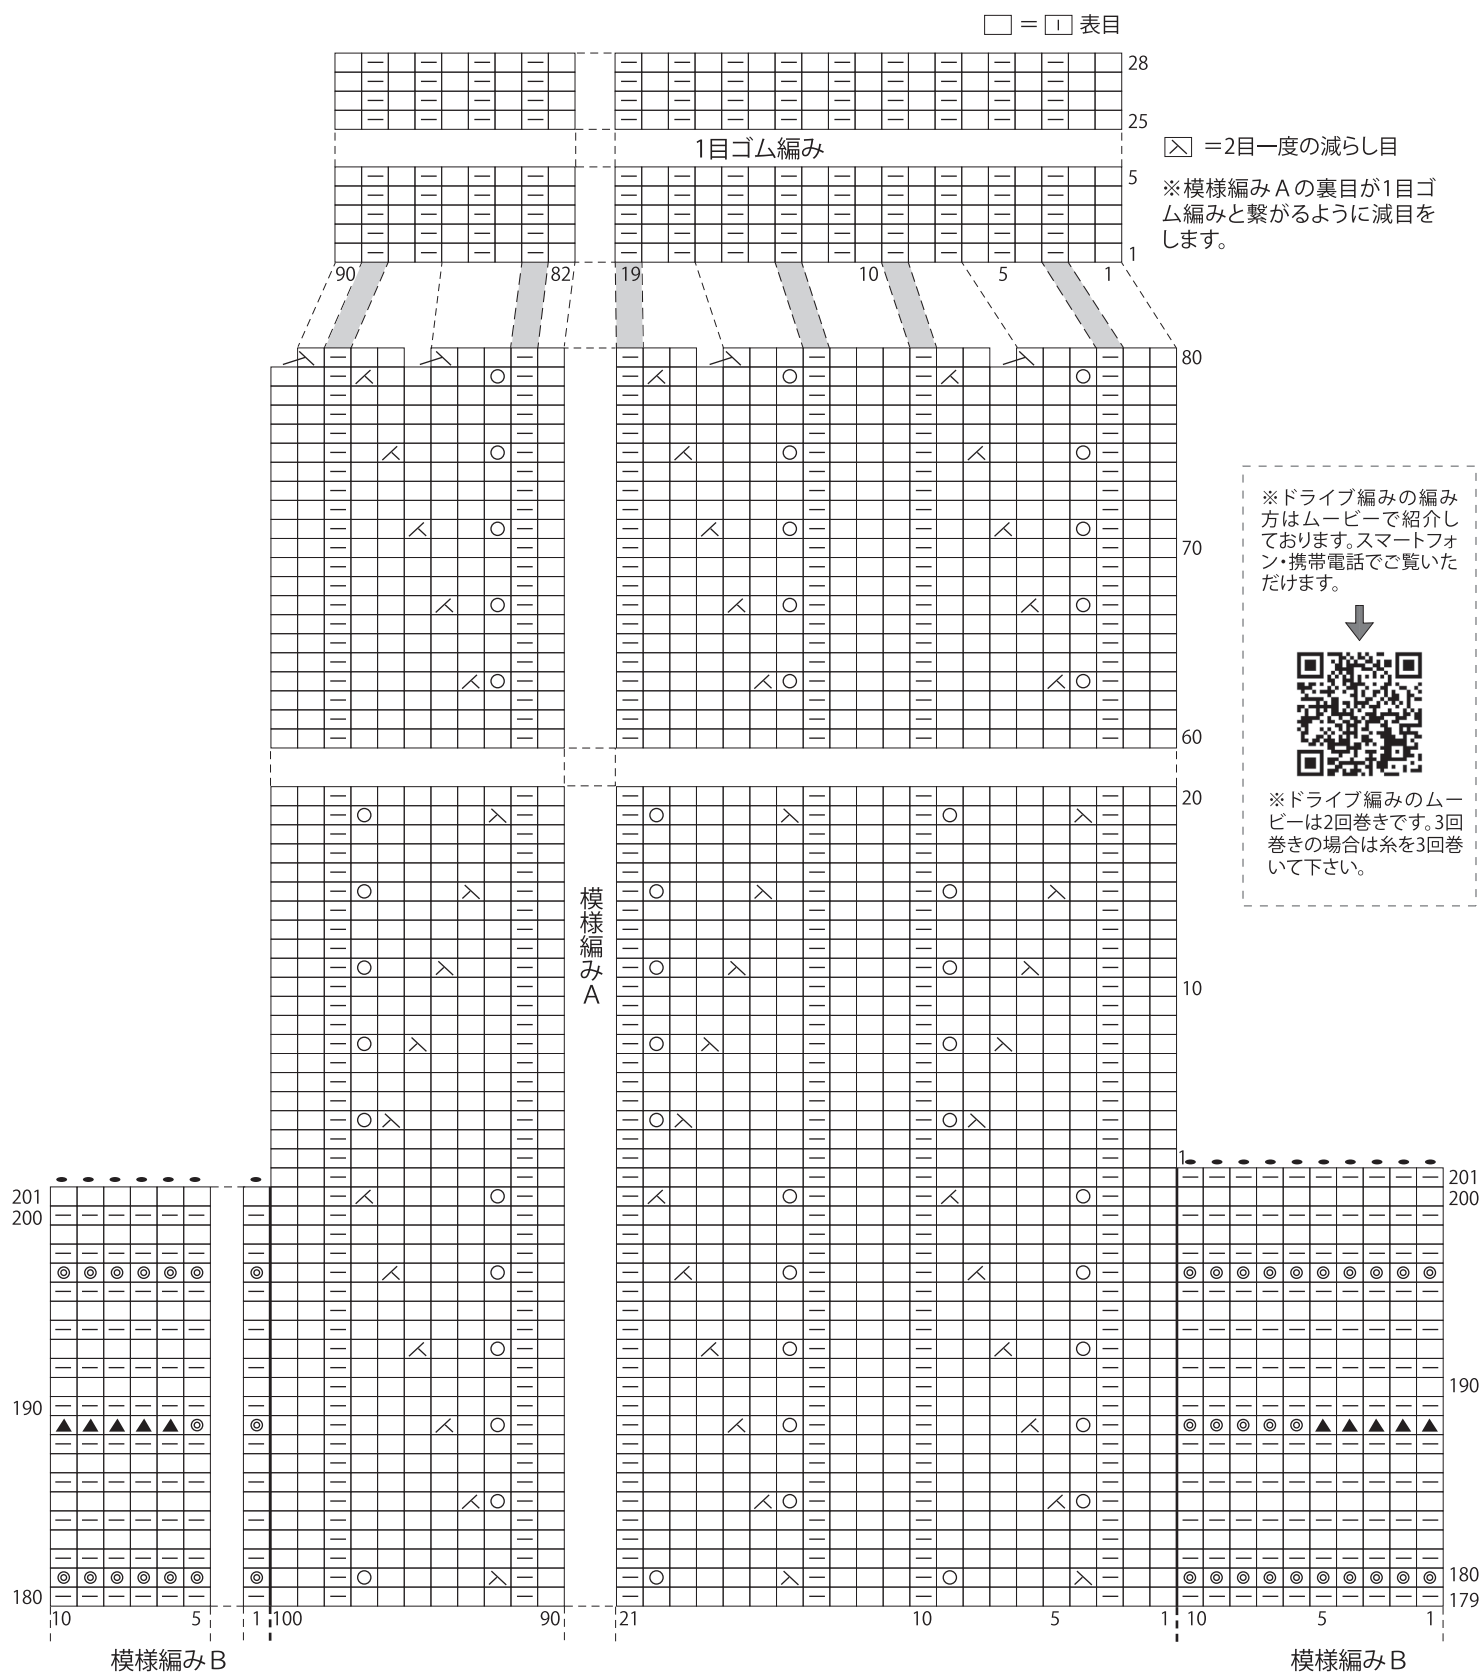 = 表目
28
25
1目ゴム編み
5
1
=2目一度の減らし目
※模様編みAの裏目が1目ゴ
ム編みと繋がるように減目を
します。
90 82 19 10 5 1
80
70
60
※ドライブ編みの編み
方はムービーで紹介し
ております。スマートフォ
ン・携帯電話でご覧いた
だけます。
※ドライブ編みのムー
ビーは2回巻きです。3回
巻きの場合は糸を3回巻
いて下さい。
20
10
1
模様編みA
201
200
190
180
201
200
190
180
179
10 5 1 100 90 21 10 5 1 10 5 1
模様編みB
模様編みB